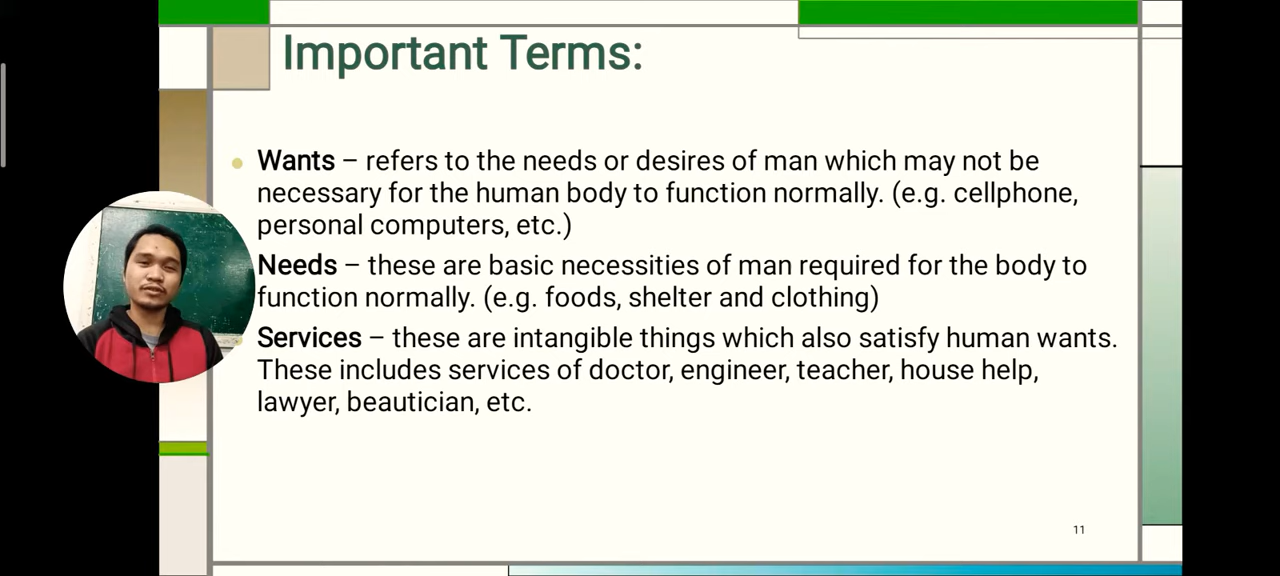 Important Terms:
Wants – refers to the needs or desires of man which may not be
necessary for the human body to function normally. (e.g. cellphone,
personal computers, etc.)
Needs – these are basic necessities of man required for the body to
function normally. (e.g. foods, shelter and clothing)
Services – these are intangible things which also satisfy human wants.
These includes services of doctor, engineer, teacher, house help,
lawyer, beautician, etc.
11